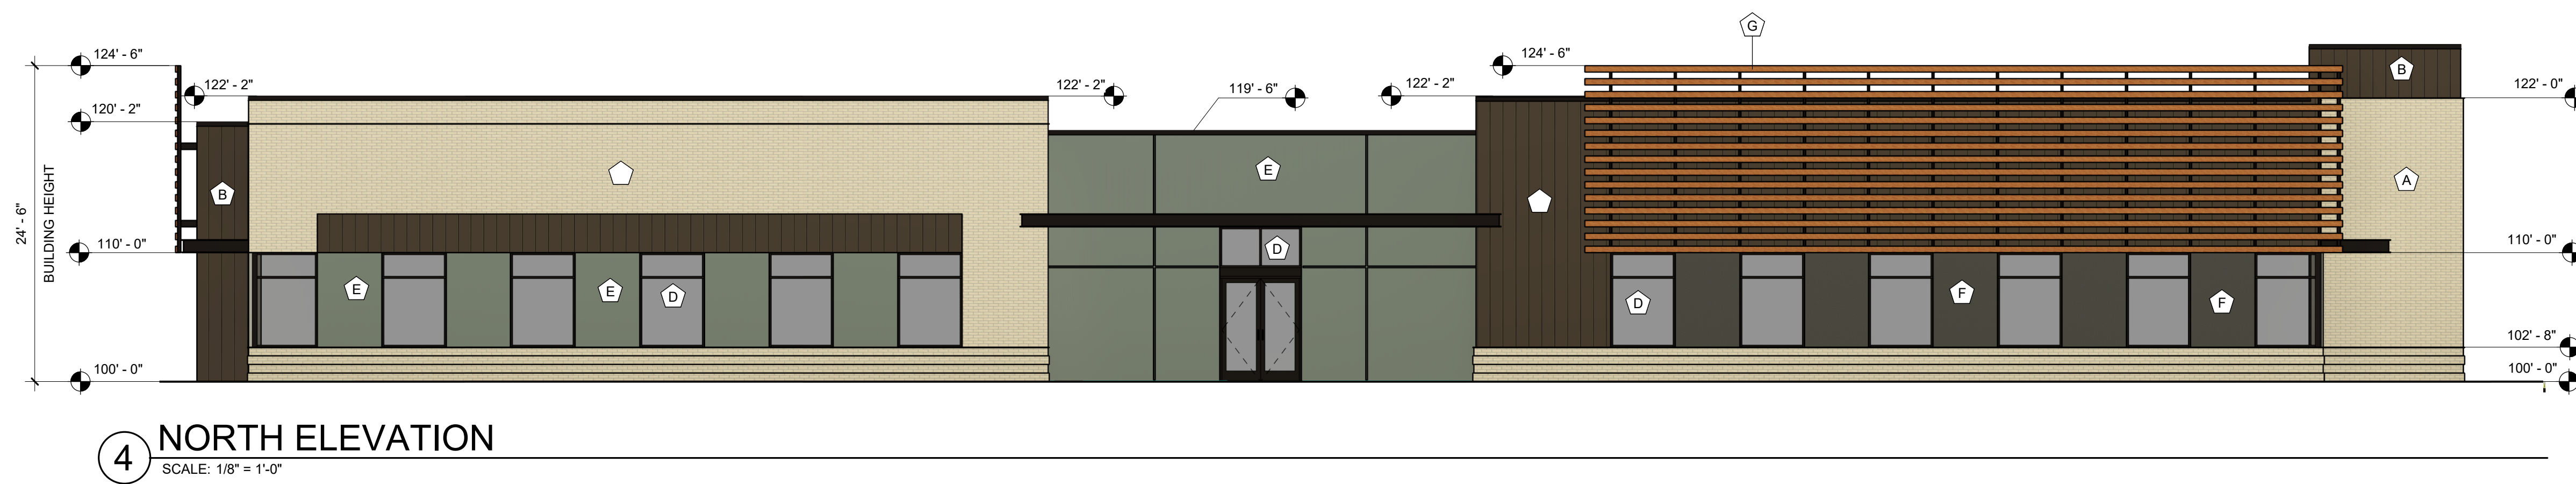 G
124' - 6"
124' - 6"
B
122' - 2"
122' - 2"
119' - 6"
122' - 2"
122' - 0"
120' - 2"
E
A
B
24' - 6"
BUILDING HEIGHT
110' - 0"
D
110' - 0"
E
E
D
D
F
F
102' - 8"
100' - 0"
100' - 0"
4
NORTH ELEVATION
SCALE: 1/8" = 1'-0"